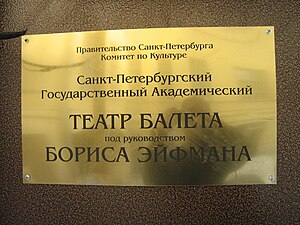 Правительство Санкт-Петербурга
Комитет по Культуре
Санкт-Петербургский
Государственный Академический
ТЕАТР БАЛЕТА
под руководством
БОРИСА ЭЙФМАНА